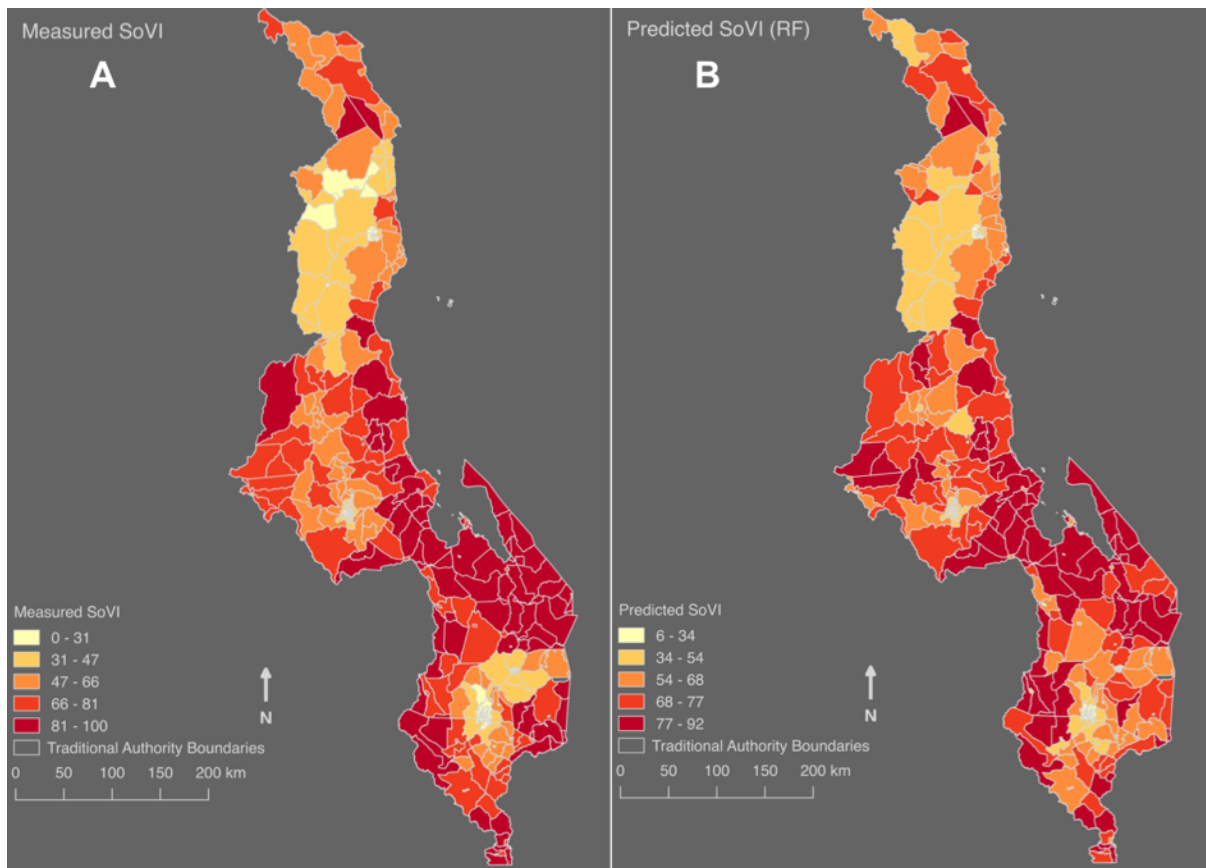 Measured SoVI
A
Measured SoVI
0 - 31
31 - 47
47 - 66
66 - 81
81 - 100
Traditional Authority Boundaries
0 50 100 150 200 km
N
Predicted SoVI (RF)
B
Predicted SoVI
6 - 34
34 - 54
54 - 68
68 - 77
77 - 92
Traditional Authority Boundaries
0 50 100 150 200 km
N